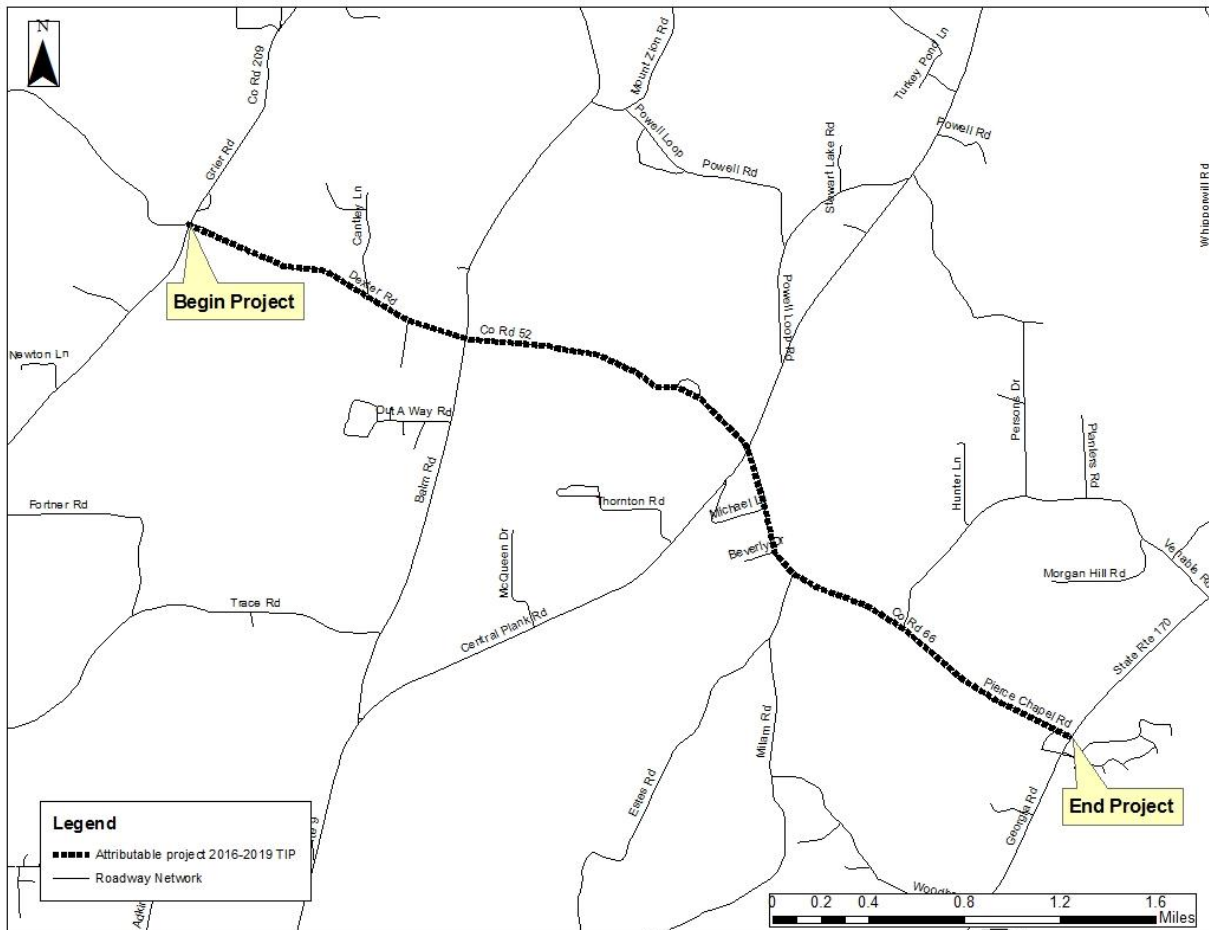 N
Co Rd 209
Mount Zion Rd
Turkey Pond Ln
Powell Loop
Powell Rd
Grier Rd
Powell Rd
Stewart Lake Rd
Whipporwill Rd
Cantley Ln
Begin Project
Dexter Rd
Co Rd 52
Powell Loop Rd
Newton Ln
Out A Way Rd
Persons Dr
Planters Rd
Balm Rd
Hunter Ln
Fortner Rd
Thornton Rd
Michael L
Beverly Dr
McQueen Dr
Venable Rd
Morgan Hill Rd
Trace Rd
Central Plank Rd
Co Rd 66
State Rte 170
Pierce Chapel Rd
Milam Rd
Estes Rd
End Project
Georgia Rd
Legend
Attributable project 2016-2019 TIP
Roadway Network
9
0 0.2 0.4 0.8 1.2 1.6
Miles